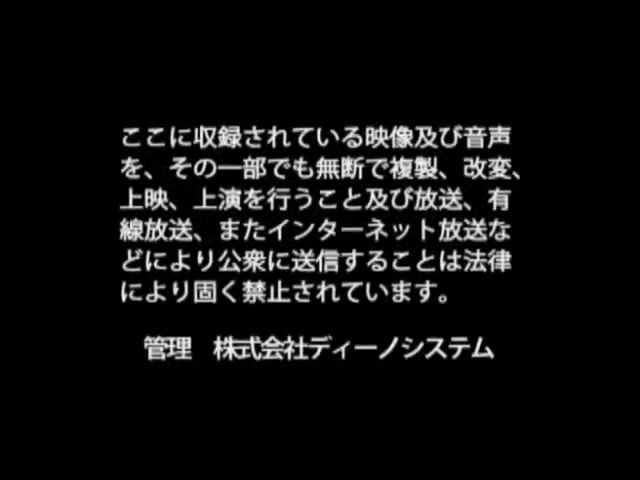 ここに収録されている映像及び音声
を、その一部でも無断で複製、改変、
上映、上演を行うこと及び放送、有
線放送、またインターネット放送な
どにより公衆に送信することは法律
により固く禁止されています。
管理　株式会社ディーノシステム